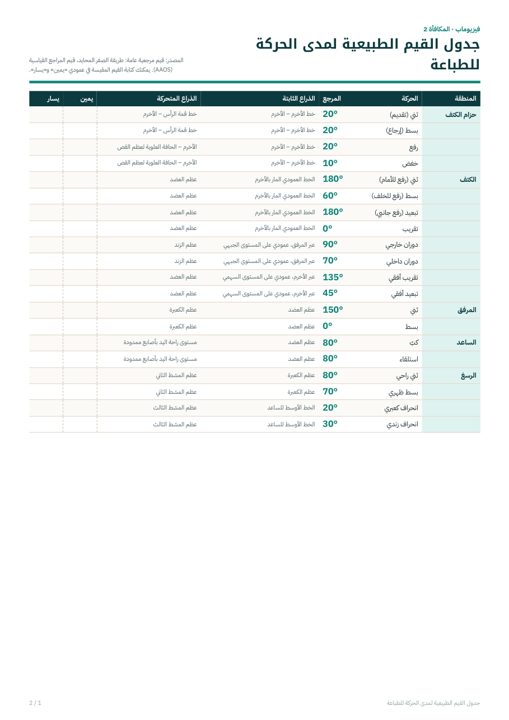 فيزيوماب · المكافأة 2
جدول القيم الطبيعية لمدى الحركة
للطباعة
المصدر: قيم مرجعية عامة؛ طريقة الصفر المحايد، قيم المراجع القياسية
(AAOS). يمكنك كتابة القيم المقيسة في عمودي «يمين» و«يسار».
المنطقة الحركة المرجع الذراع الثابتة الذراع المتحركة يمين يسار
حزام الكتف ثني (تقديم) 20° خط الأخرم – الأخرم خط قمة الرأس – الأخرم
بسط (إرجاع) 20° خط الأخرم – الأخرم خط قمة الرأس – الأخرم
رفع 20° خط الأخرم – الأخرم الأخرم – الحافة العلوية لعظم القص
خفض 10° خط الأخرم – الأخرم الأخرم – الحافة العلوية لعظم القص
الكتف ثني (رفع للأمام) 180° الخط العمودي المار بالأخرم عظم العضد
بسط (رفع للخلف) 60° الخط العمودي المار بالأخرم عظم العضد
تبعيد (رفع جانبي) 180° الخط العمودي المار بالأخرم عظم العضد
تقريب 0° الخط العمودي المار بالأخرم عظم العضد
دوران خارجي 90° عبر المرفق، عمودي على المستوى الجبهي عظم الزند
دوران داخلي 70° عبر المرفق، عمودي على المستوى الجبهي عظم الزند
تقريب أفقي 135° عبر الأخرم، عمودي على المستوى السهمي عظم العضد
تبعيد أفقي 45° عبر الأخرم، عمودي على المستوى السهمي عظم العضد
المرفق ثني 150° عظم العضد عظم الكعبرة
بسط 0° عظم العضد عظم الكعبرة
الساعد كب 80° عظم العضد مستوى راحة اليد بأصابع ممدودة
استلقاء 80° عظم العضد مستوى راحة اليد بأصابع ممدودة
الرسغ ثني راحي 80° عظم الكعبرة عظم المشط الثاني
بسط ظهري 70° عظم الكعبرة عظم المشط الثاني
انحراف كعبري 20° الخط الأوسط للساعد عظم المشط الثالث
انحراف زندي 30° الخط الأوسط للساعد عظم المشط الثالث
جدول القيم الطبيعية لمدى الحركة للطباعة 1 / 2